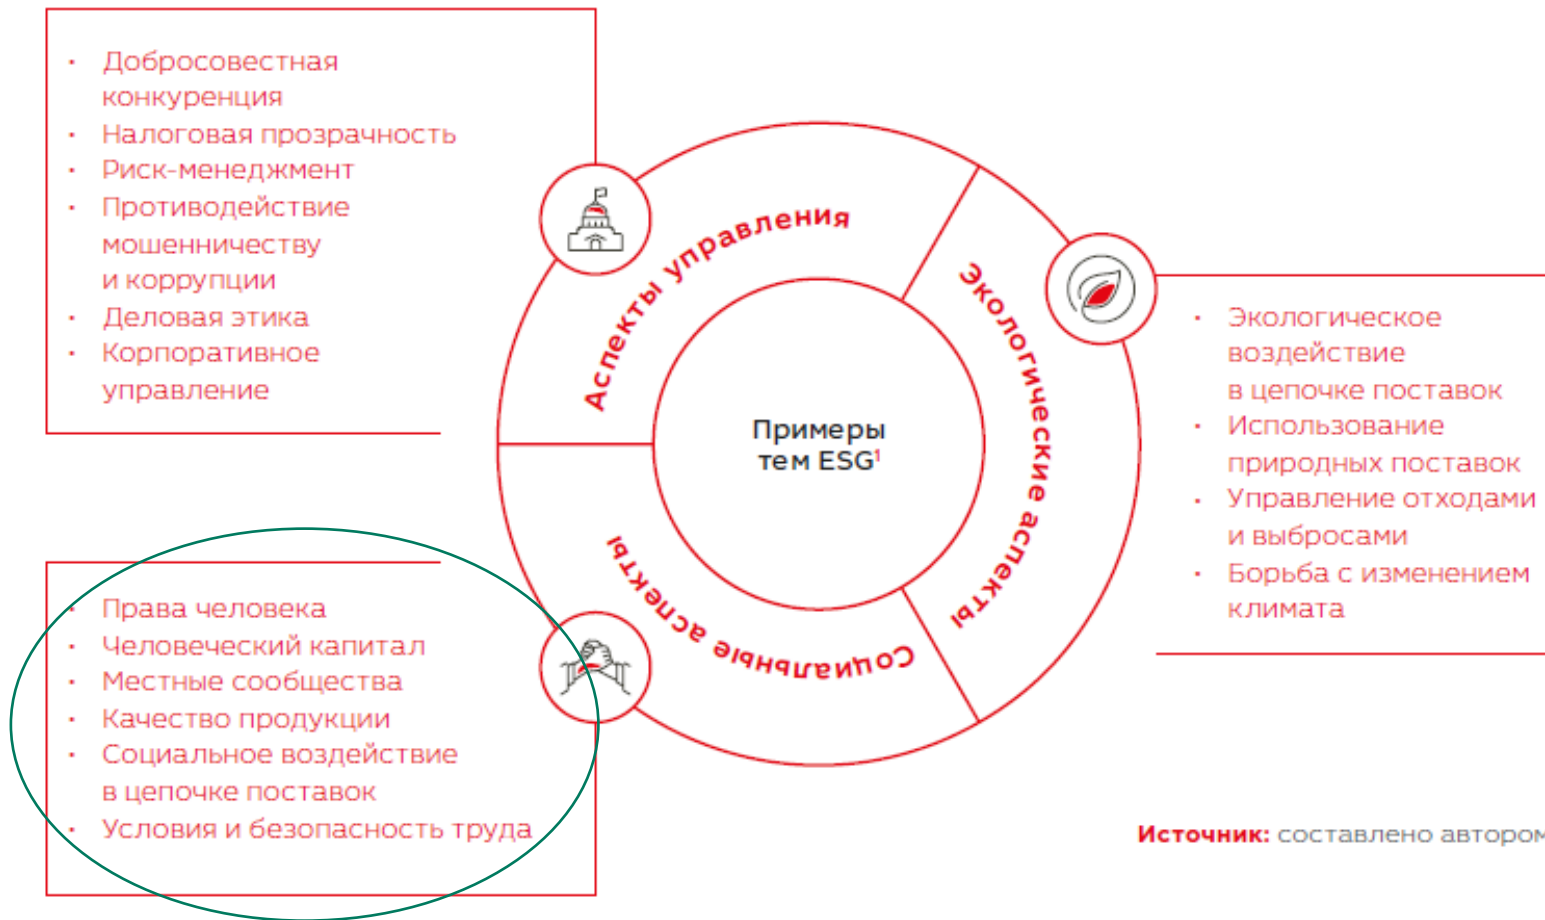 • Добросовестная
конкуренция
• Налоговая прозрачность
• Риск-менеджмент
• Противодействие
мошенничеству
и коррупции
• Деловая этика
• Корпоративное
управление
Аспекты управления
Экологические аспекты
Социальные аспекты
Примеры
тем ESG¹
• Экологическое
воздействие
в цепочке поставок
• Использование
природных поставок
• Управление отходами
и выбросами
• Борьба с изменением
климата
• Права человека
• Человеческий капитал
• Местные сообщества
• Качество продукции
• Социальное воздействие
в цепочке поставок
• Условия и безопасность труда
Источник: составлено автором